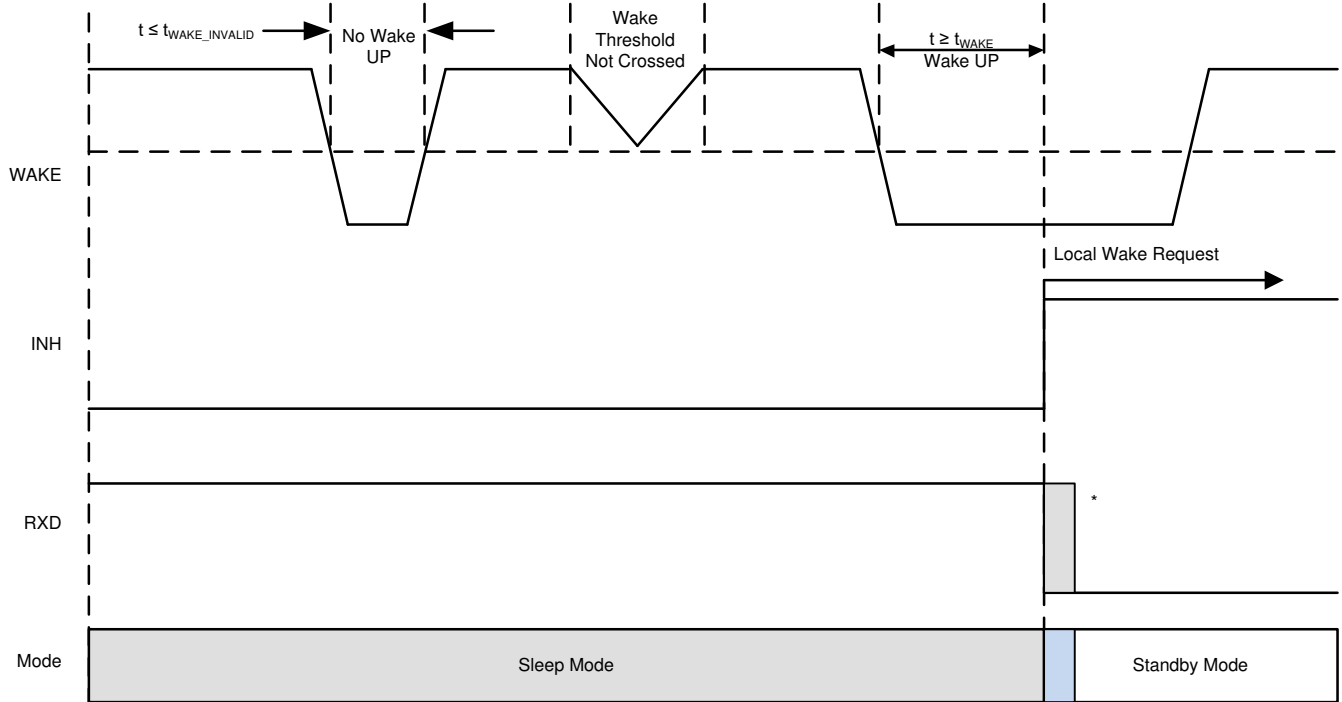 t ≤ tWAKE_INVALID
No Wake
UP
Wake
Threshold
Not Crossed
t ≥ tWAKE
Wake UP
WAKE
Local Wake Request
INH
RXD
*
Mode
Sleep Mode
Standby Mode